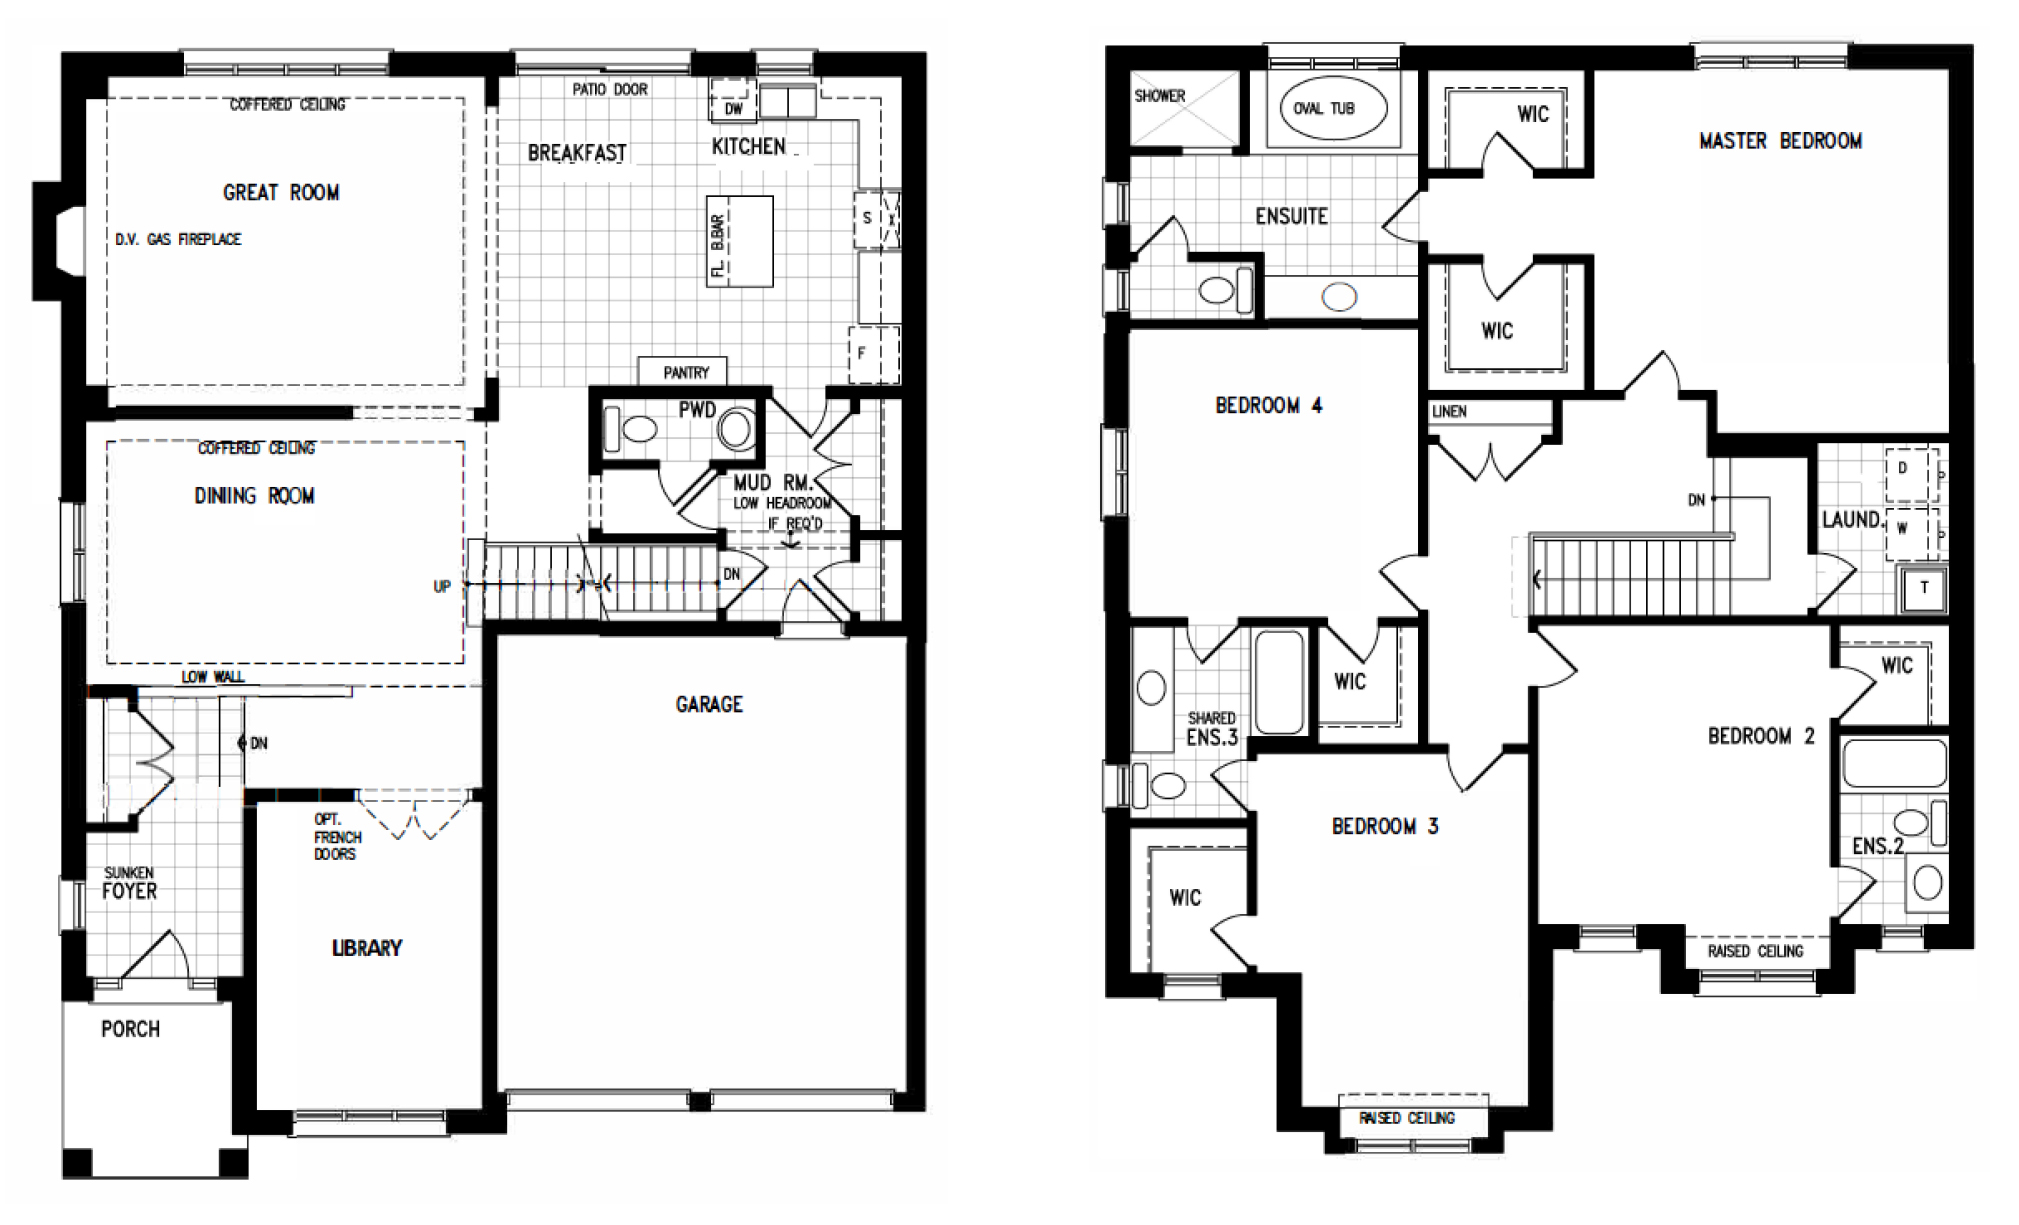 COFFERED CEILING
GREAT ROOM
D.V. GAS FIREPLACE
PATIO DOOR
BREAKFAST
DW
KITCHEN
FL. B.BAR
S
F
PANTRY
PWD
MUD RM.
LOW HEADROOM
IF REQ'D
COFFERED CEILING
DINIING ROOM
UP
DN
LOW WALL
DN
OPT.
FRENCH
DOORS
SUNKEN
FOYER
LIBRARY
PORCH
GARAGE
SHOWER
OVAL TUB
WIC
MASTER BEDROOM
ENSUITE
WIC
BEDROOM 4
LINEN
DN
D
LAUND.
W
T
WIC
SHARED
ENS.3
WIC
BEDROOM 2
BEDROOM 3
ENS.2
WIC
RAISED CEILING
RAISED CEILING